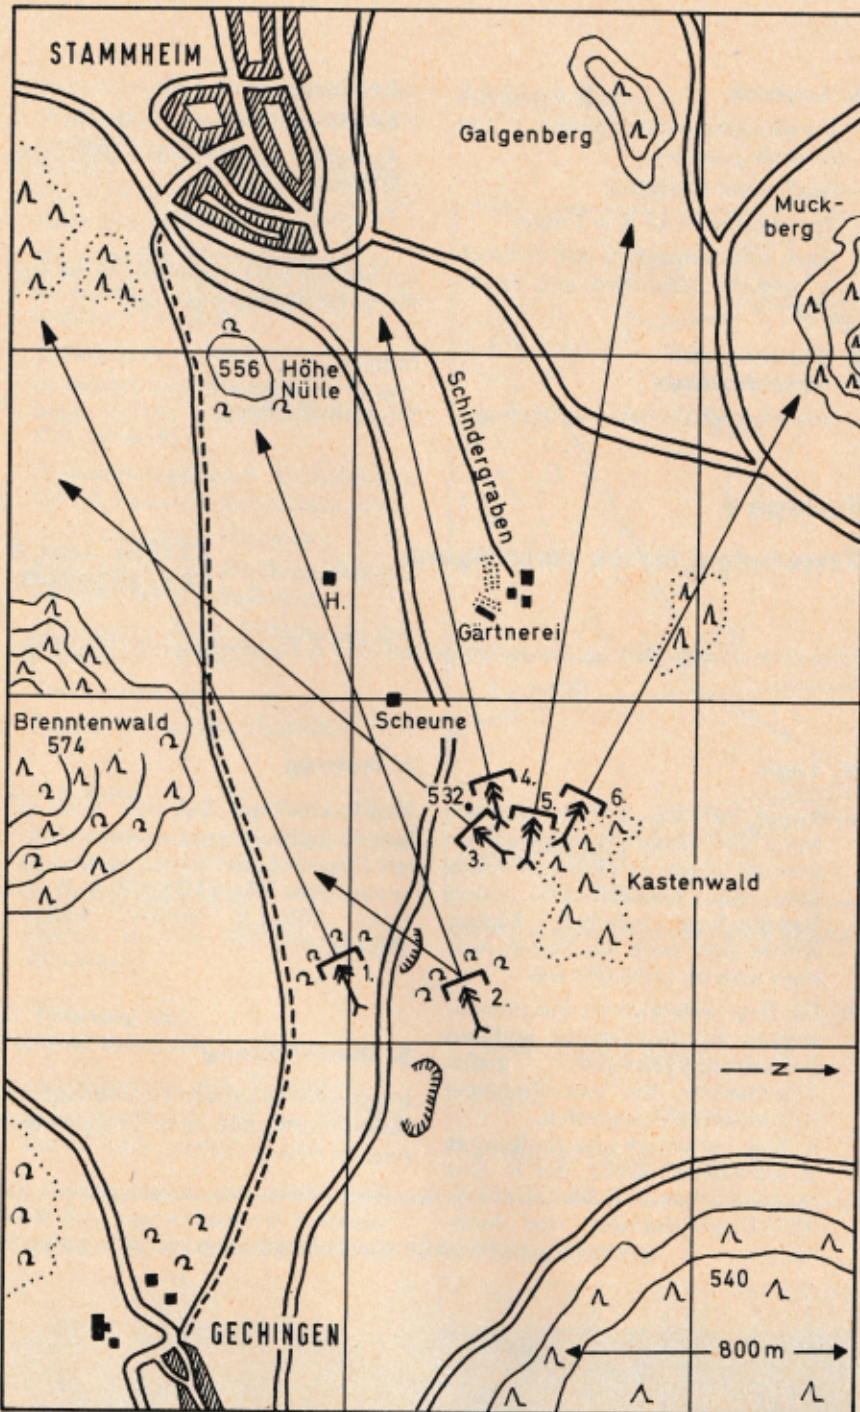 STAMMHEIM
Galgenberg
Muck-
berg
556
Höhe
Nülle
Schindergraben
H.
Gärtnerei
Brenntenwald
574
Scheune
532
4.
5.
6.
3.
Kastenwald
1.
2.
N
540
GECHINGEN
800m